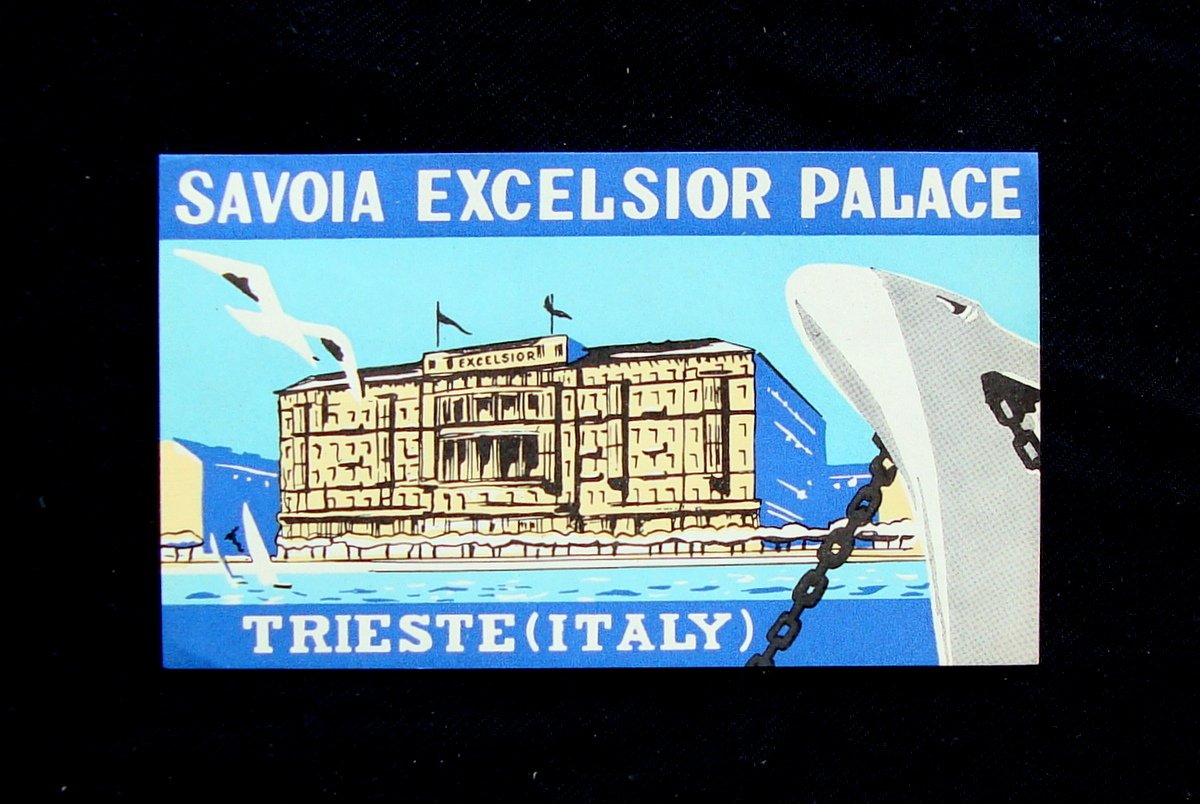 SAVOIA EXCELSIOR PALACE
EXCELSIOR
TRIESTE (ITALY)